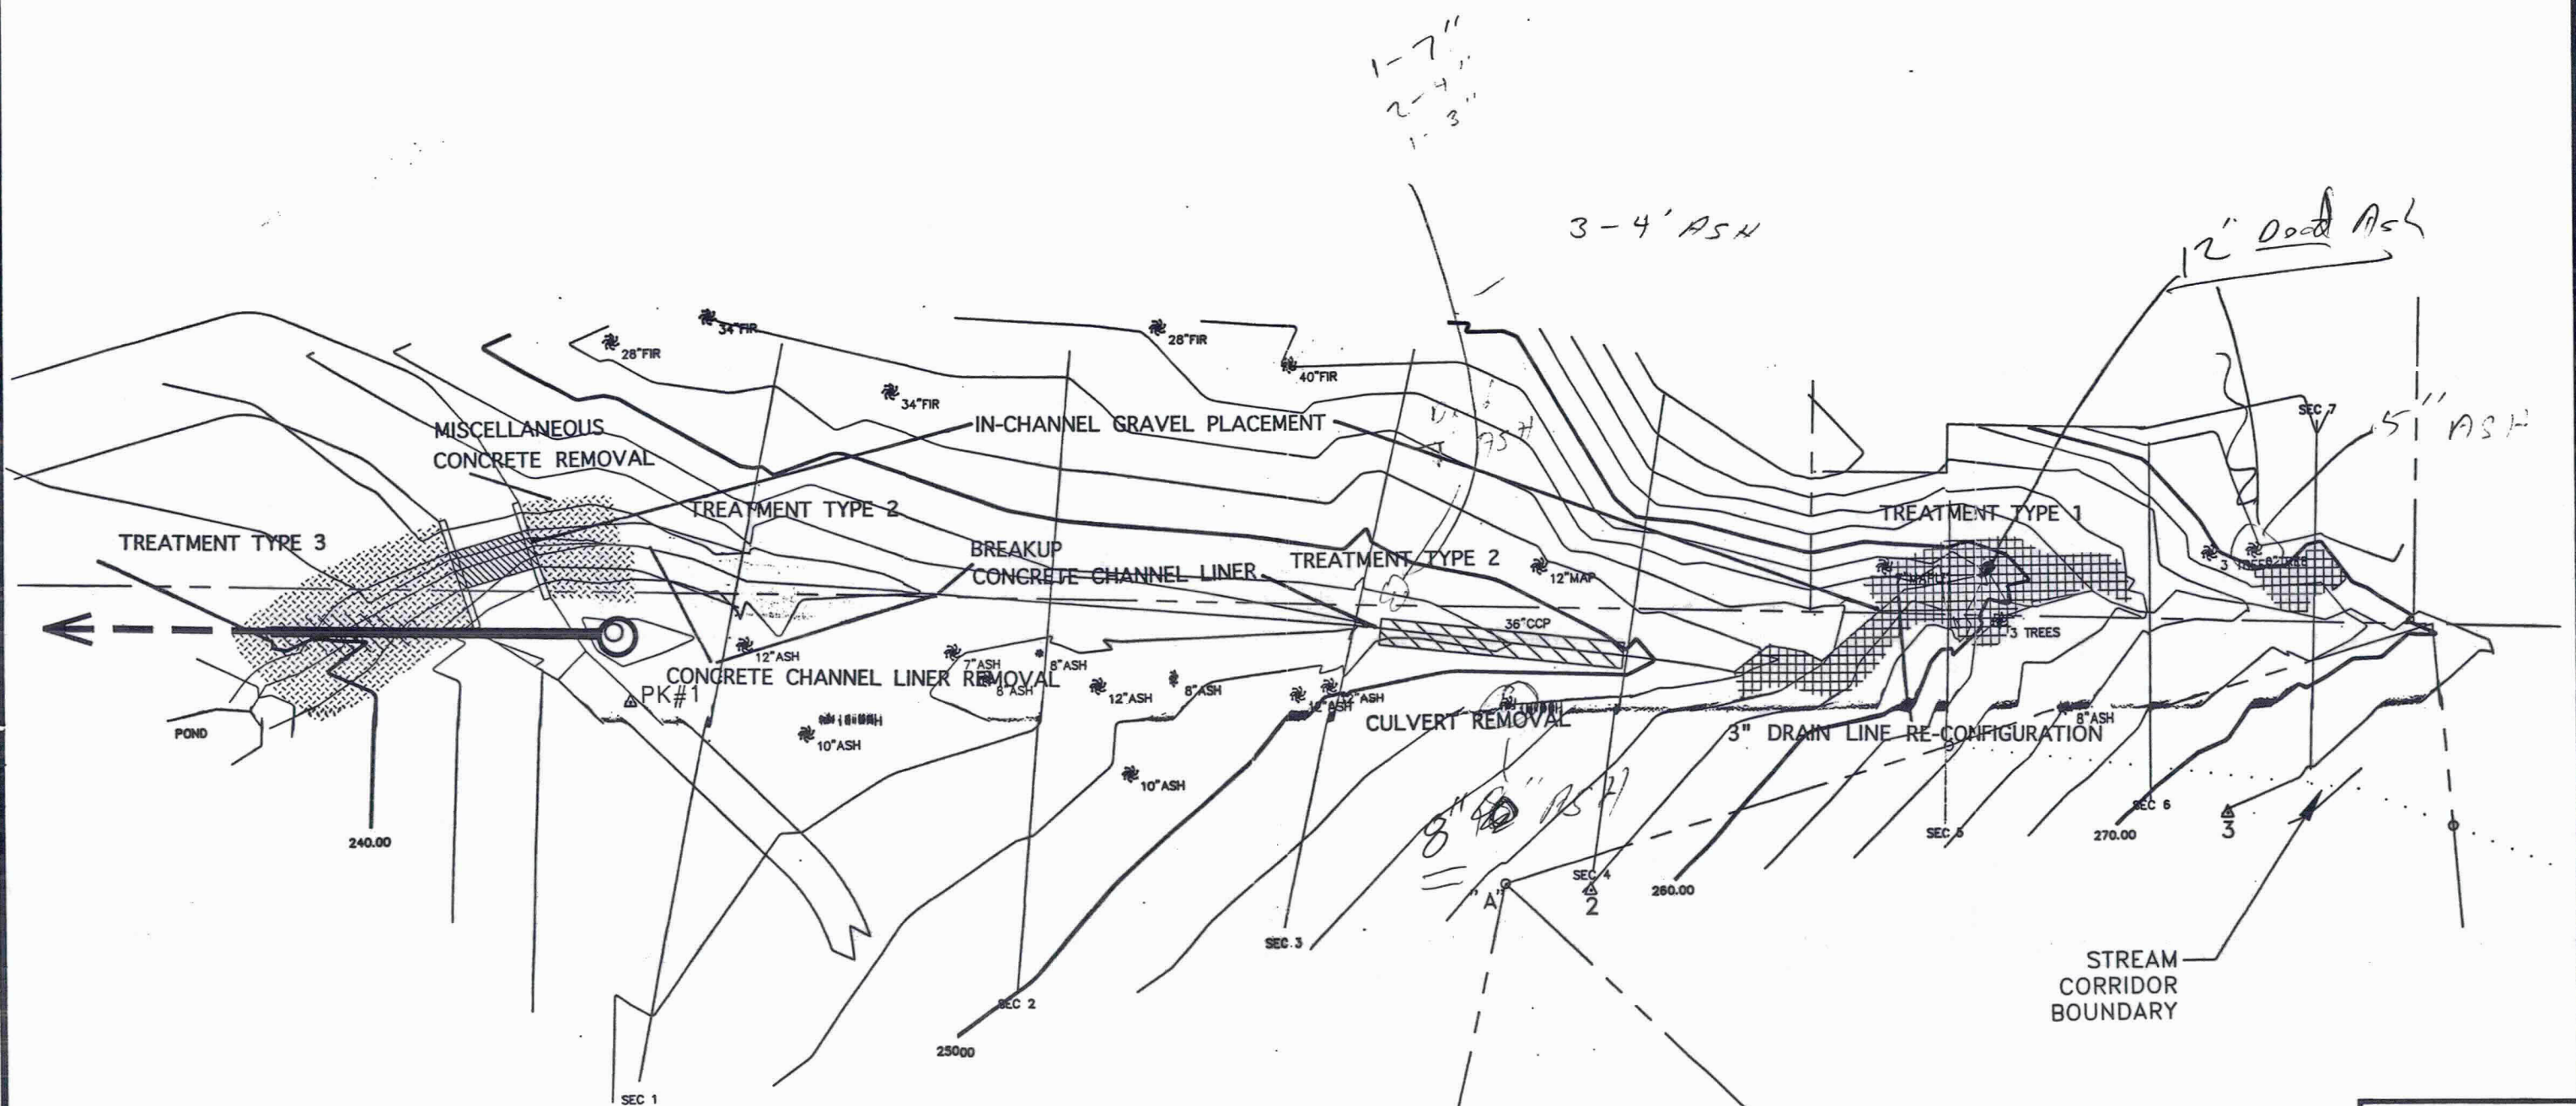 1-7"
2-4"
1-3"
3-4' ASH
12' Dead Ash
34"FIR
28"FIR
28"FIR
40"FIR
34"FIR
SEC 7
5" ASH
IN-CHANNEL GRAVEL PLACEMENT
MISCELLANEOUS
CONCRETE REMOVAL
ASH
TREATMENT TYPE 2
TREATMENT TYPE 1
TREATMENT TYPE 3
BREAKUP
CONCRETE CHANNEL LINER
TREATMENT TYPE 2
12"MAP
36"CCP
3 TREES
12"ASH
7"ASH
8"ASH
CONCRETE CHANNEL LINER REMOVAL
8"ASH
12"ASH
8"ASH
12"ASH
12"ASH
PK#1
CULVERT REMOVAL
8"ASH
3" DRAIN LINE RE-CONFIGURATION
POND
10"ASH
10"ASH
8" ASH
240.00
SEC 6
SEC 5
270.00
3
SEC 4
"A"
2
260.00
SEC 3
STREAM
CORRIDOR
BOUNDARY
SEC 2
25000
SEC 1